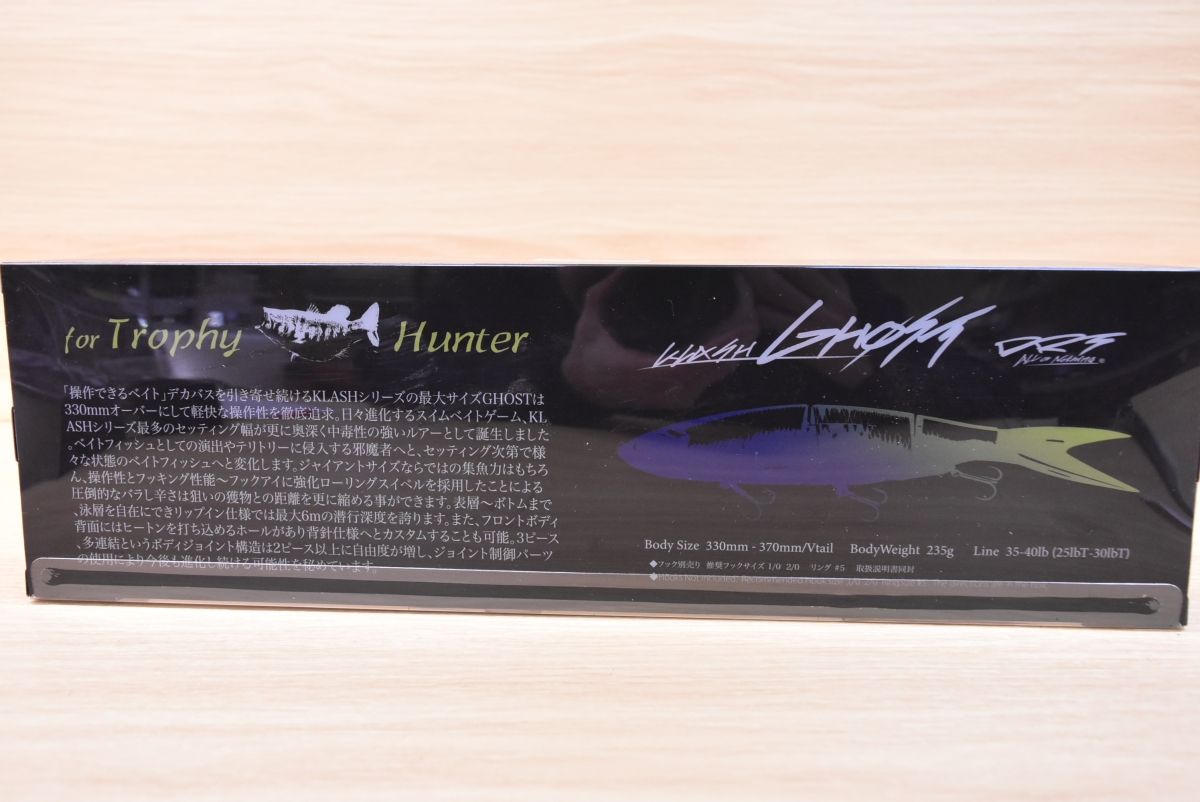 for Trophy Hunter
「操作できるベイト」デカバスを引き寄せ続けるKLASHシリーズの最大サイズGHOSTは
330mmオーバーにして軽快な操作性を徹底追求。日々進化するスイムベイトゲーム、KL
ASHシリーズ最多のセッティング幅が更に奥深く中毒性の強いルアーとして誕生しました
。ベイトフィッシュとしての演出やテリトリーに侵入する邪魔者へと、セッティング次第で様
々な状態のベイトフィッシュへと変化します。ジャイアントサイズならではの集魚力はもちろ
ん、操作性とフッキング性能～フックアイに強化ローリングスイベルを採用したことによる
圧倒的なバラし辛さは狙いの獲物との距離を更に縮める事ができます。表層～ボトムまで
、泳層を自在にできリップイン仕様では最大6mの潜行深度を誇ります。また、フロントボディ
背面にはヒートンを打ち込めるホールがあり背針仕様へとカスタムすることも可能。3ピース
、多連結というボディジョイント構造は2ピース以上に自由度が増し、ジョイント制御パーツ
の使用により今後も進化し続ける可能性を秘めています。
KLASH GHOST DRT
Body Size 330mm - 370mm/Vtail BodyWeight 235g Line 35-40lb (25lbT-30lbT)
◆フック別売り 推奨フックサイズ 1/0 2/0 リング #5 取扱説明書同封
◆Hooks Not Included. Recommended Hook size